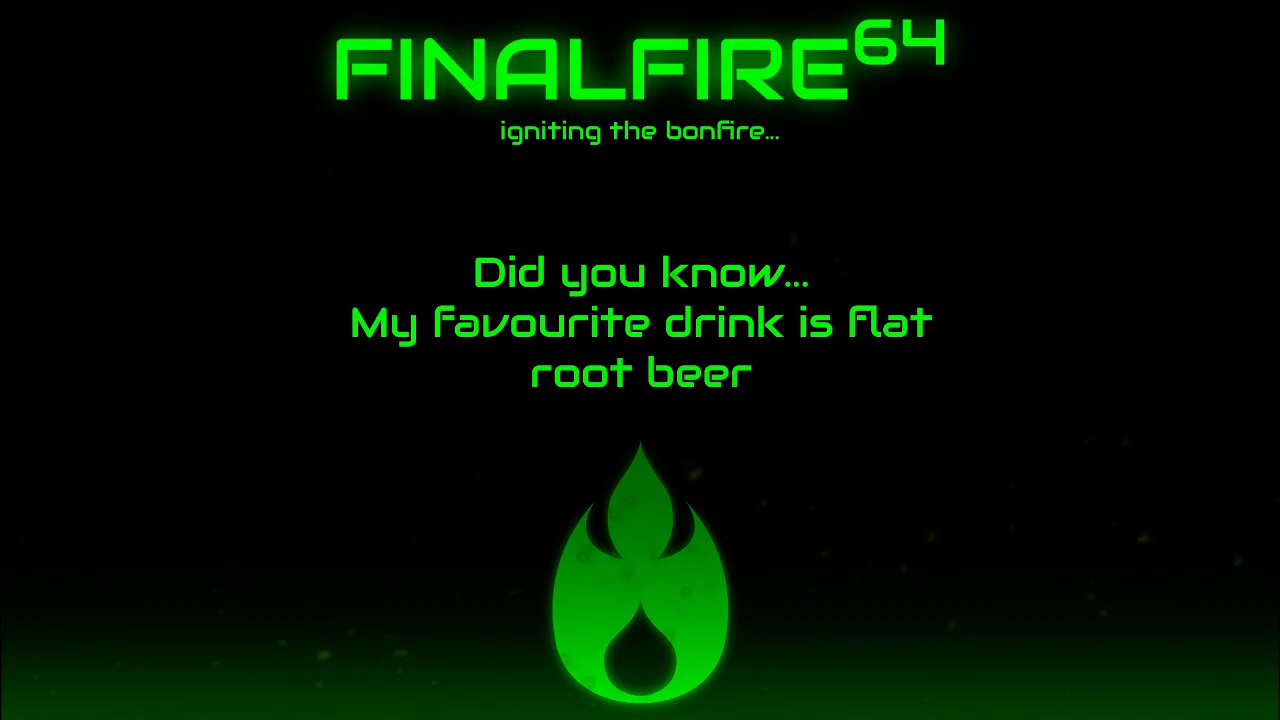 FINALFIRE64
igniting the bonfire...
Did you know...
My favourite drink is flat
root beer